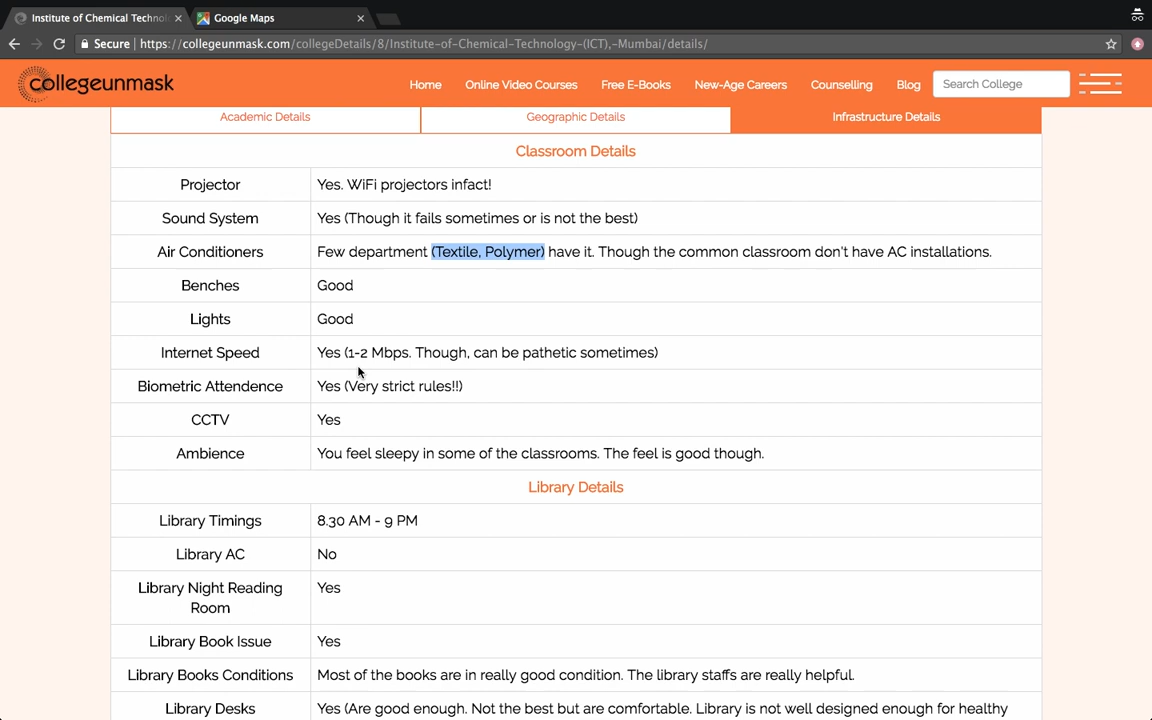 Institute of Chemical Technol
Google Maps
Secure | https://collegeunmask.com/collegeDetails/8/Institute-of-Chemical-Technology-(ICT),-Mumbai/details/
collegeunmask
Home
Online Video Courses
Free E-Books
New-Age Careers
Counselling
Blog
Search College
Academic Details
Geographic Details
Infrastructure Details
Classroom Details
Projector
Yes. WiFi projectors infact!
Sound System
Yes (Though it fails sometimes or is not the best)
Air Conditioners
Few department (Textile, Polymer) have it. Though the common classroom don't have AC installations.
Benches
Good
Lights
Good
Internet Speed
Yes (1-2 Mbps. Though, can be pathetic sometimes)
Biometric Attendence
Yes (Very strict rules!!)
CCTV
Yes
Ambience
You feel sleepy in some of the classrooms. The feel is good though.
Library Details
Library Timings
8.30 AM - 9 PM
Library AC
No
Library Night Reading
Room
Yes
Library Book Issue
Yes
Library Books Conditions
Most of the books are in really good condition. The library staffs are really helpful.
Library Desks
Yes (Are good enough. Not the best but are comfortable. Library is not well designed enough for healthy